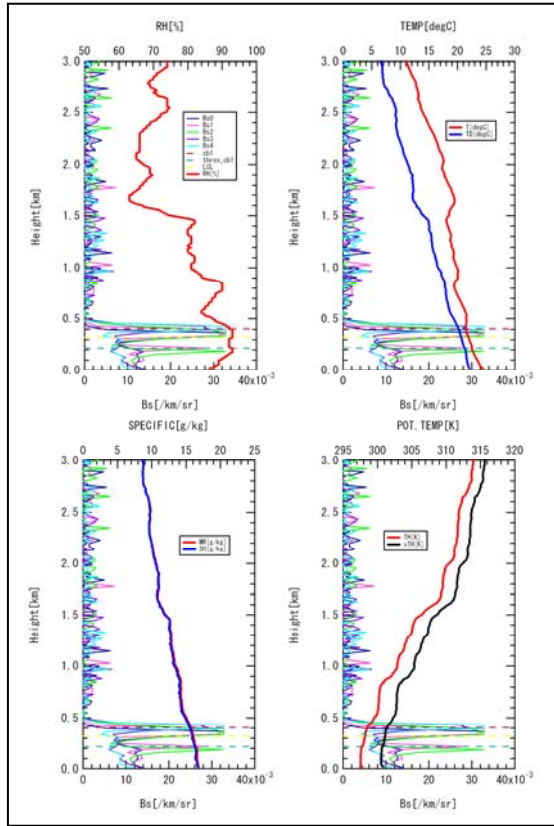 RH[%]
50 60 70 80 90 100
3.0
2.5
2.0
1.5
1.0
0.5
0.0
Height[km]
Bs0
Bs1
Bs2
Bs3
Bs4
cb1
thres_cb1
LCL
RH[%]
0 10 20 30 40x10⁻³
Bs[/km/sr]
TEMP[degC]
0 5 10 15 20 25 30
3.0
2.5
2.0
1.5
1.0
0.5
0.0
Height[km]
T[degC]
TD[degC]
0 10 20 30 40x10⁻³
Bs[/km/sr]
SPECIFIC[g/kg]
0 5 10 15 20 25
3.0
2.5
2.0
1.5
1.0
0.5
0.0
Height[km]
MR[g/kg]
SH[g/kg]
0 10 20 30 40x10⁻³
Bs[/km/sr]
POT. TEMP[K]
295 300 305 310 315 320
3.0
2.5
2.0
1.5
1.0
0.5
0.0
Height[km]
TH[K]
vTH[K]
0 10 20 30 40x10⁻³
Bs[/km/sr]